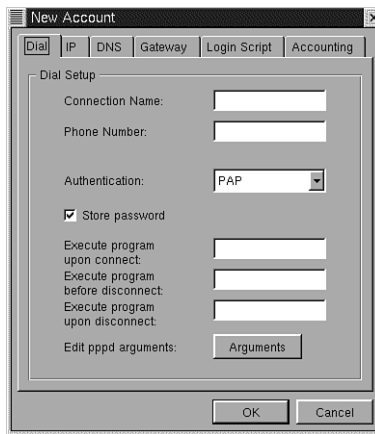 New Account
Dial IP DNS Gateway Login Script Accounting
Dial Setup
Connection Name:
Phone Number:
Authentication: PAP
Store password
Execute program
upon connect:
Execute program
before disconnect:
Execute program
upon disconnect:
Edit pppd arguments: Arguments
OK Cancel